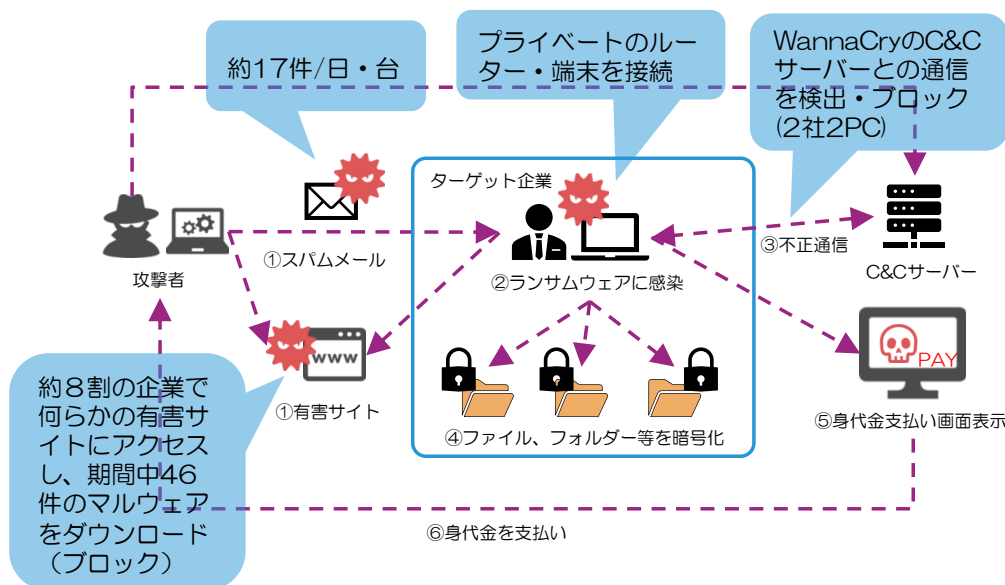 約17件/日・台
プライベートのルー
ター・端末を接続
WannaCryのC&C
サーバーとの通信
を検出・ブロック
(2社2PC)
ターゲット企業
攻撃者
①スパムメール
②ランサムウェアに感染
③不正通信
C&Cサーバー
www
①有害サイト
④ファイル、フォルダー等を暗号化
PAY
⑤身代金支払い画面表示
約8割の企業で
何らかの有害サ
イトにアクセス
し、期間中46
件のマルウェア
をダウンロード
（ブロック）
⑥身代金を支払い